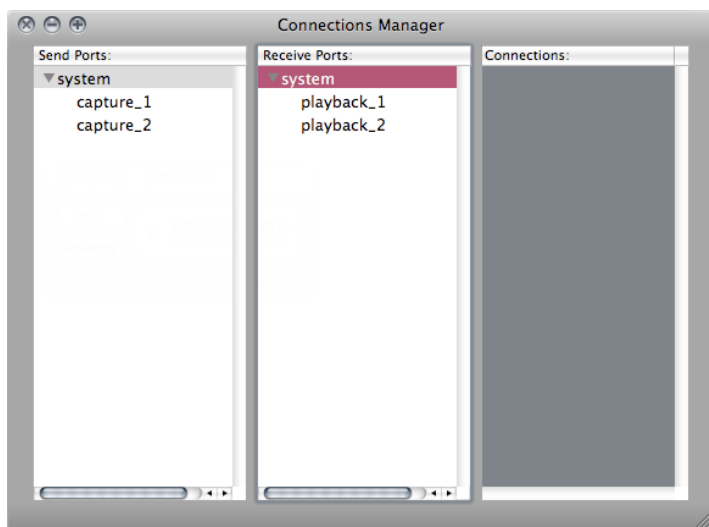 Connections Manager
Send Ports:
system
capture_1
capture_2
Receive Ports:
system
playback_1
playback_2
Connections: